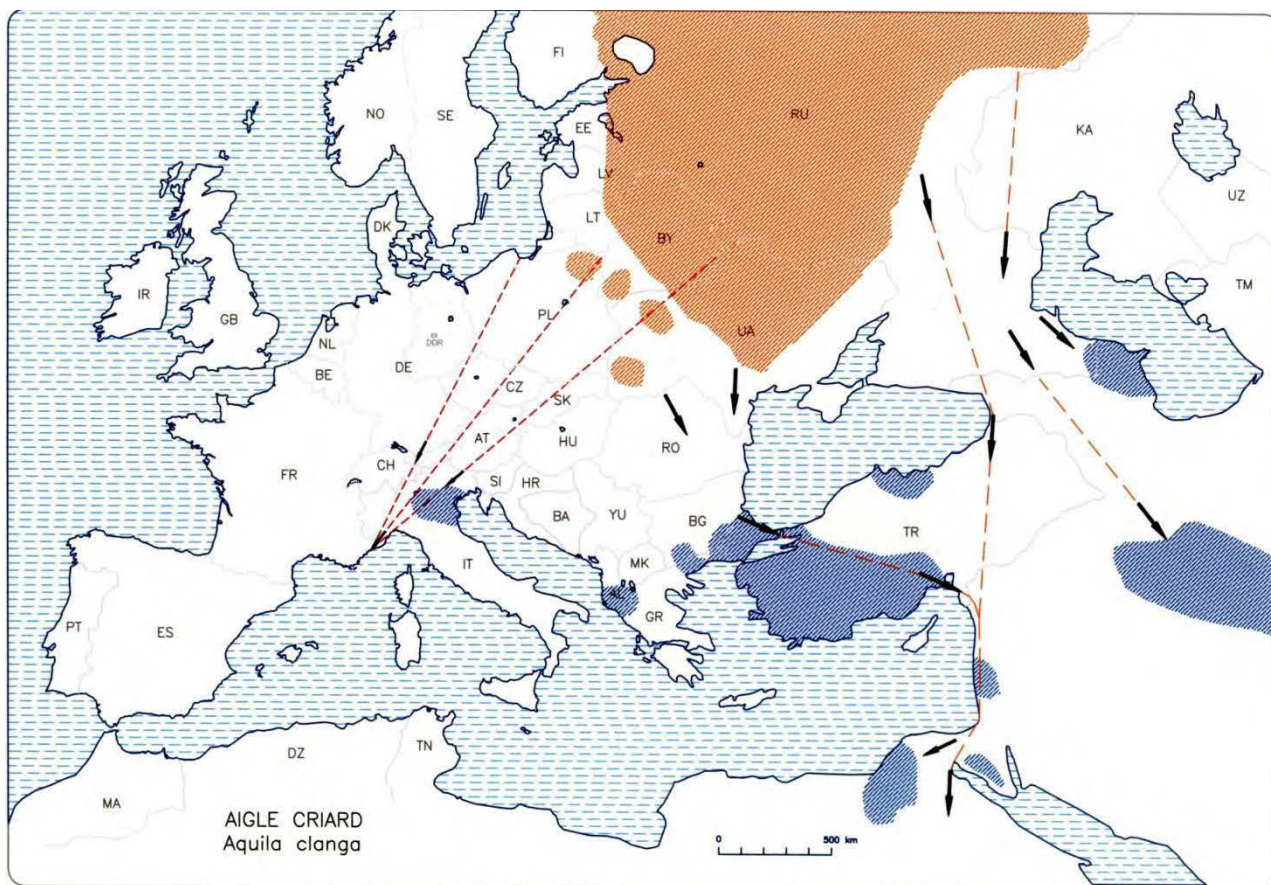 FI
RU
NO
SE
EE
KA
LV
UZ
LT
DK
BY
IR
TM
GB
PL
NL
UA
EX
DDR
BE
DE
CZ
SK
AT
HU
RO
CH
FR
SI
HR
BA
YU
BG
TR
MK
IT
AL
GR
PT
ES
DZ
TN
MA
AIGLE CRIARD
Aquila clanga
0
500 km